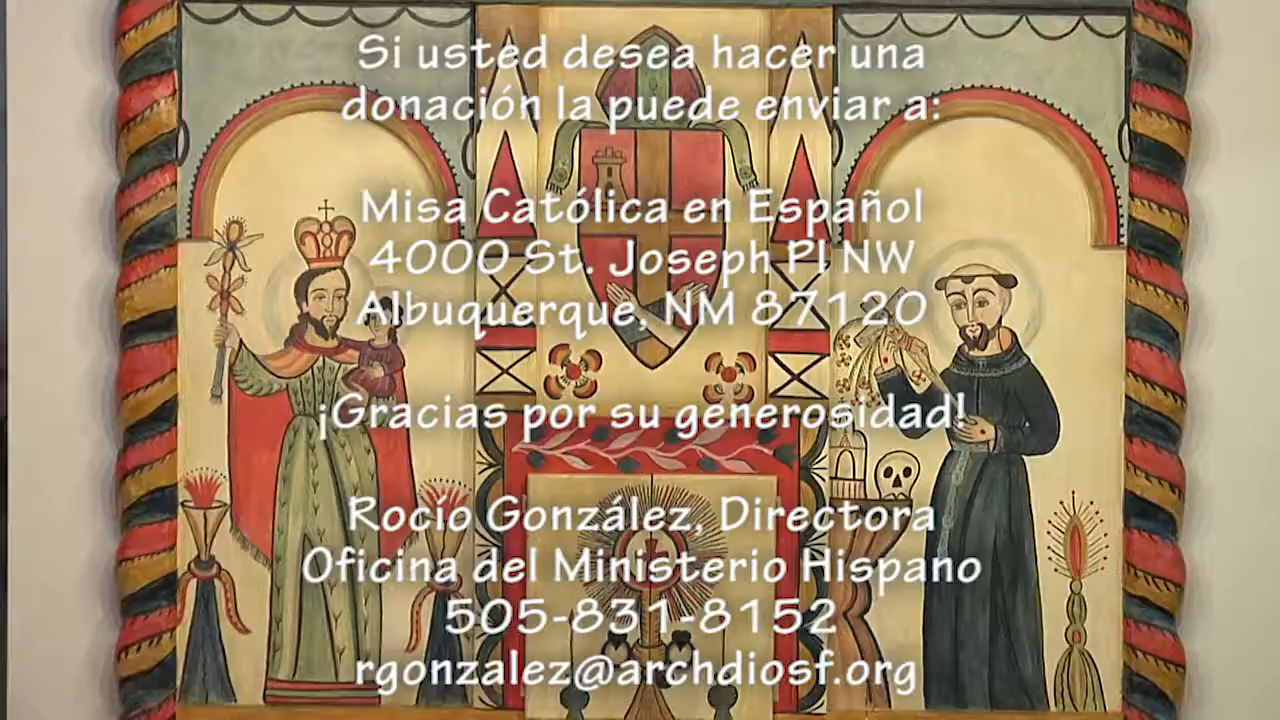 Si usted desea hacer una
donación la puede enviar a:
Misa Católica en Español
4000 St. Joseph Pl NW
Albuquerque, NM 87120
¡Gracias por su generosidad!
Rocío González, Directora
Oficina del Ministerio Hispano
505-831-8152
rgonzalez@archdiosf.org